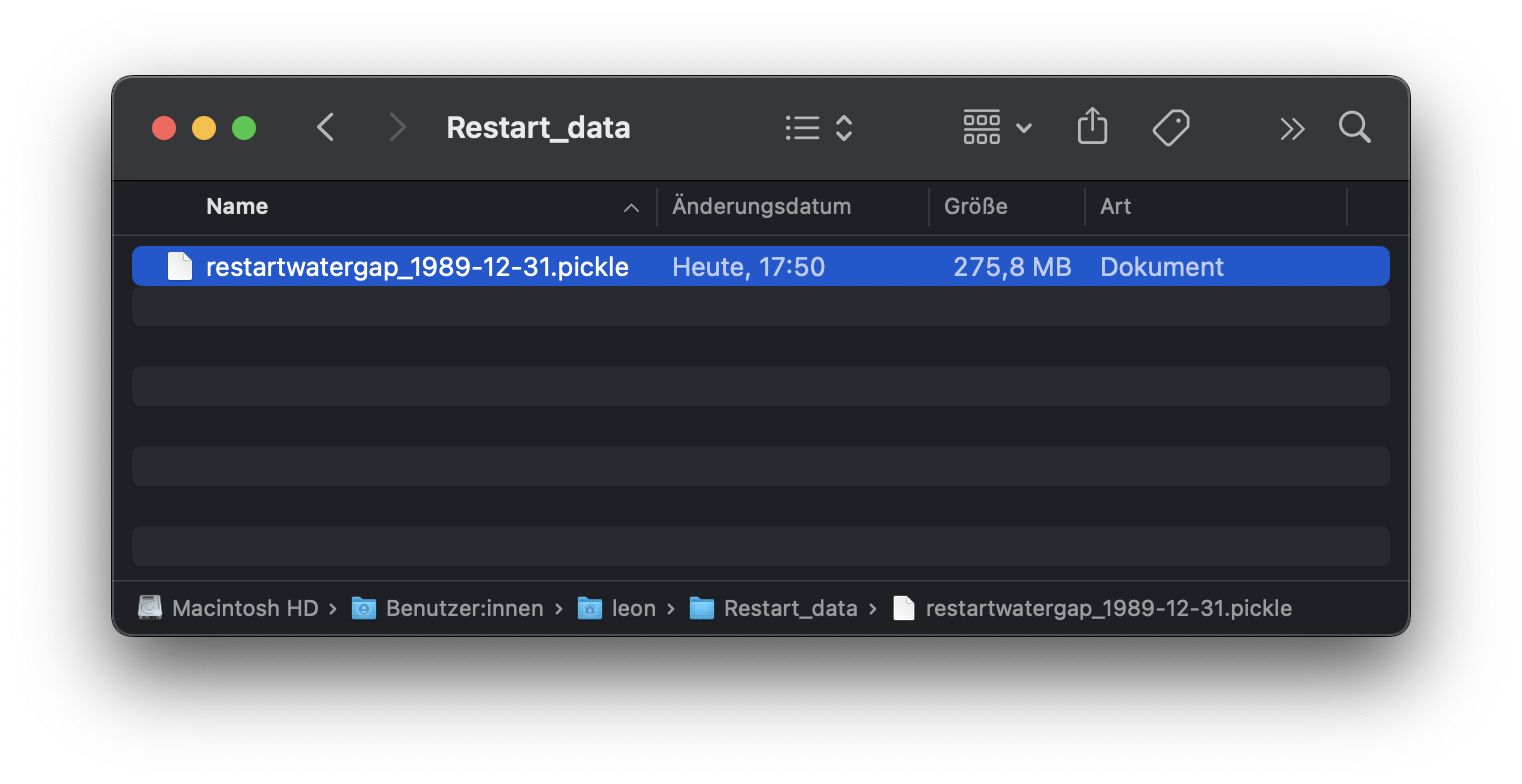 Restart_data
Name Änderungsdatum Größe Art
restartwatergap_1989-12-31.pickle Heute, 17:50 275,8 MB Dokument
Macintosh HD › Benutzer:innen › leon › Restart_data › restartwatergap_1989-12-31.pickle